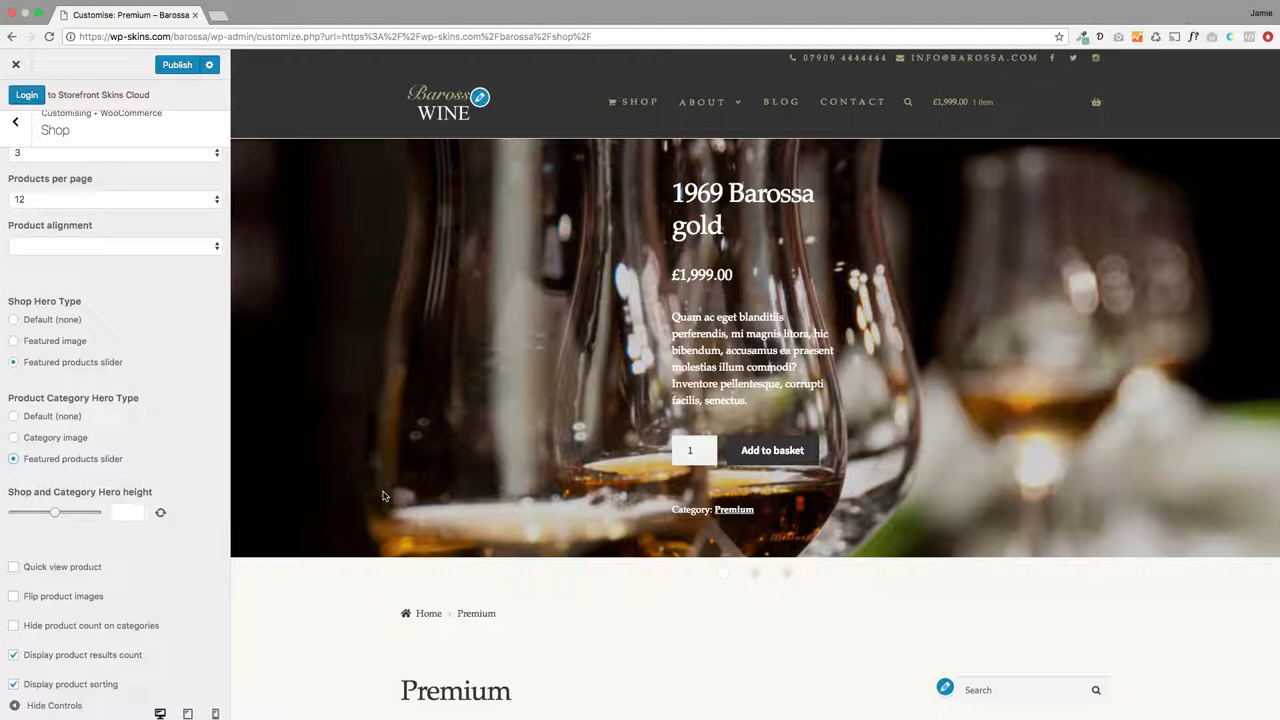 Customise: Premium – Barossa
Jamie
https://wp-skins.com/barossa/wp-admin/customize.php?url=https%3A%2F%2Fwp-skins.com%2Fbarossa%2Fshop%2F
Publish
07909 4444444
INFO@BAROSSA.COM
Login to Storefront Skins Cloud
Customising • WooCommerce
Shop
Baross
WINE
SHOP
ABOUT
BLOG
CONTACT
£1,999.00 1 item
3
Products per page
12
Product alignment
Shop Hero Type
Default (none)
Featured image
Featured products slider
Product Category Hero Type
Default (none)
Category image
Featured products slider
Shop and Category Hero height
Quick view product
Flip product images
Hide product count on categories
Display product results count
Display product sorting
Hide Controls
1969 Barossa
gold
£1,999.00
Quam ac eget blanditiis
perferendis, mi magnis litora, hic
bibendum, accusamus ea praesent
molestias illum commodi?
Inventore pellentesque, corrupti
facilis, senectus.
1
Add to basket
Category: Premium
Home » Premium
Premium
Search